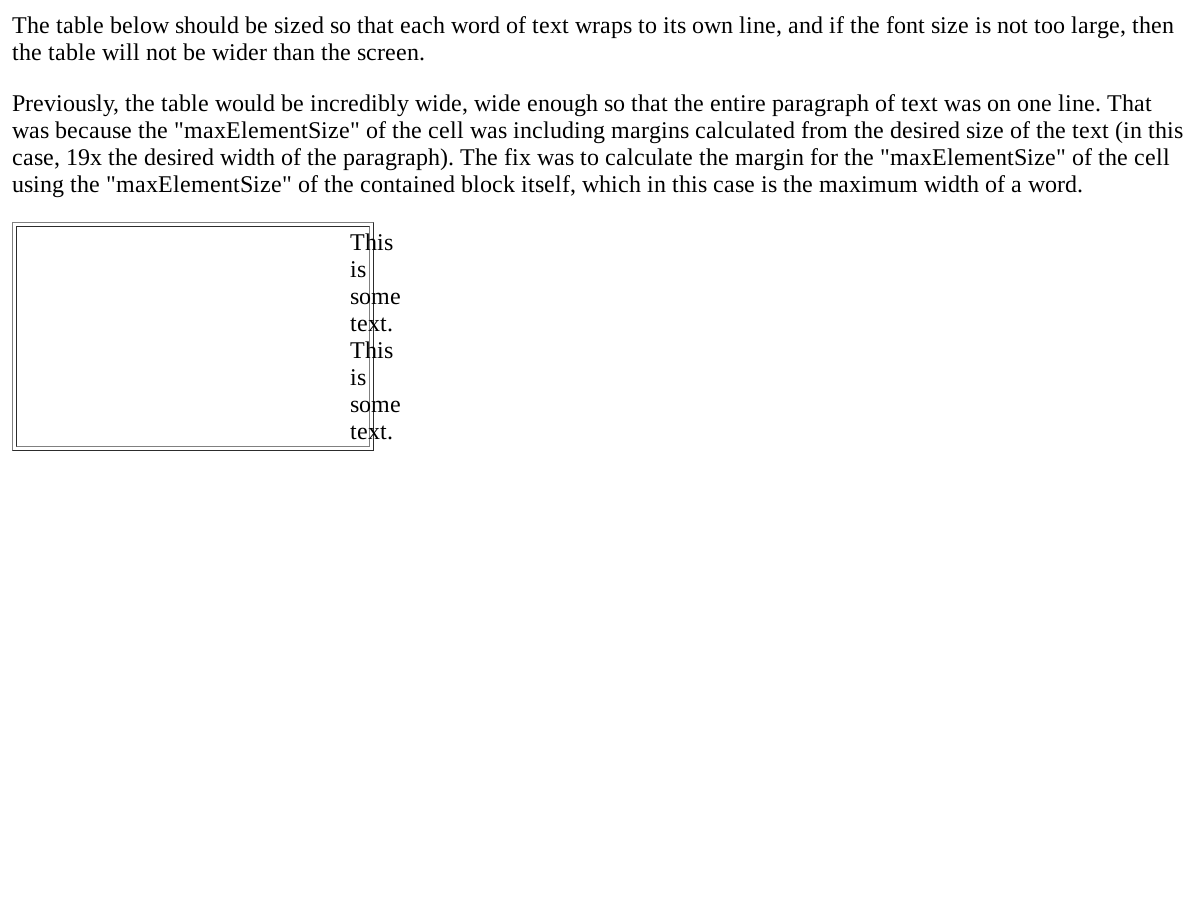 The table below should be sized so that each word of text wraps to its own line, and if the font size is not too large, then
the table will not be wider than the screen.
Previously, the table would be incredibly wide, wide enough so that the entire paragraph of text was on one line. That
was because the "maxElementSize" of the cell was including margins calculated from the desired size of the text (in this
case, 19x the desired width of the paragraph). The fix was to calculate the margin for the "maxElementSize" of the cell
using the "maxElementSize" of the contained block itself, which in this case is the maximum width of a word.
This
is
some
text.
This
is
some
text.